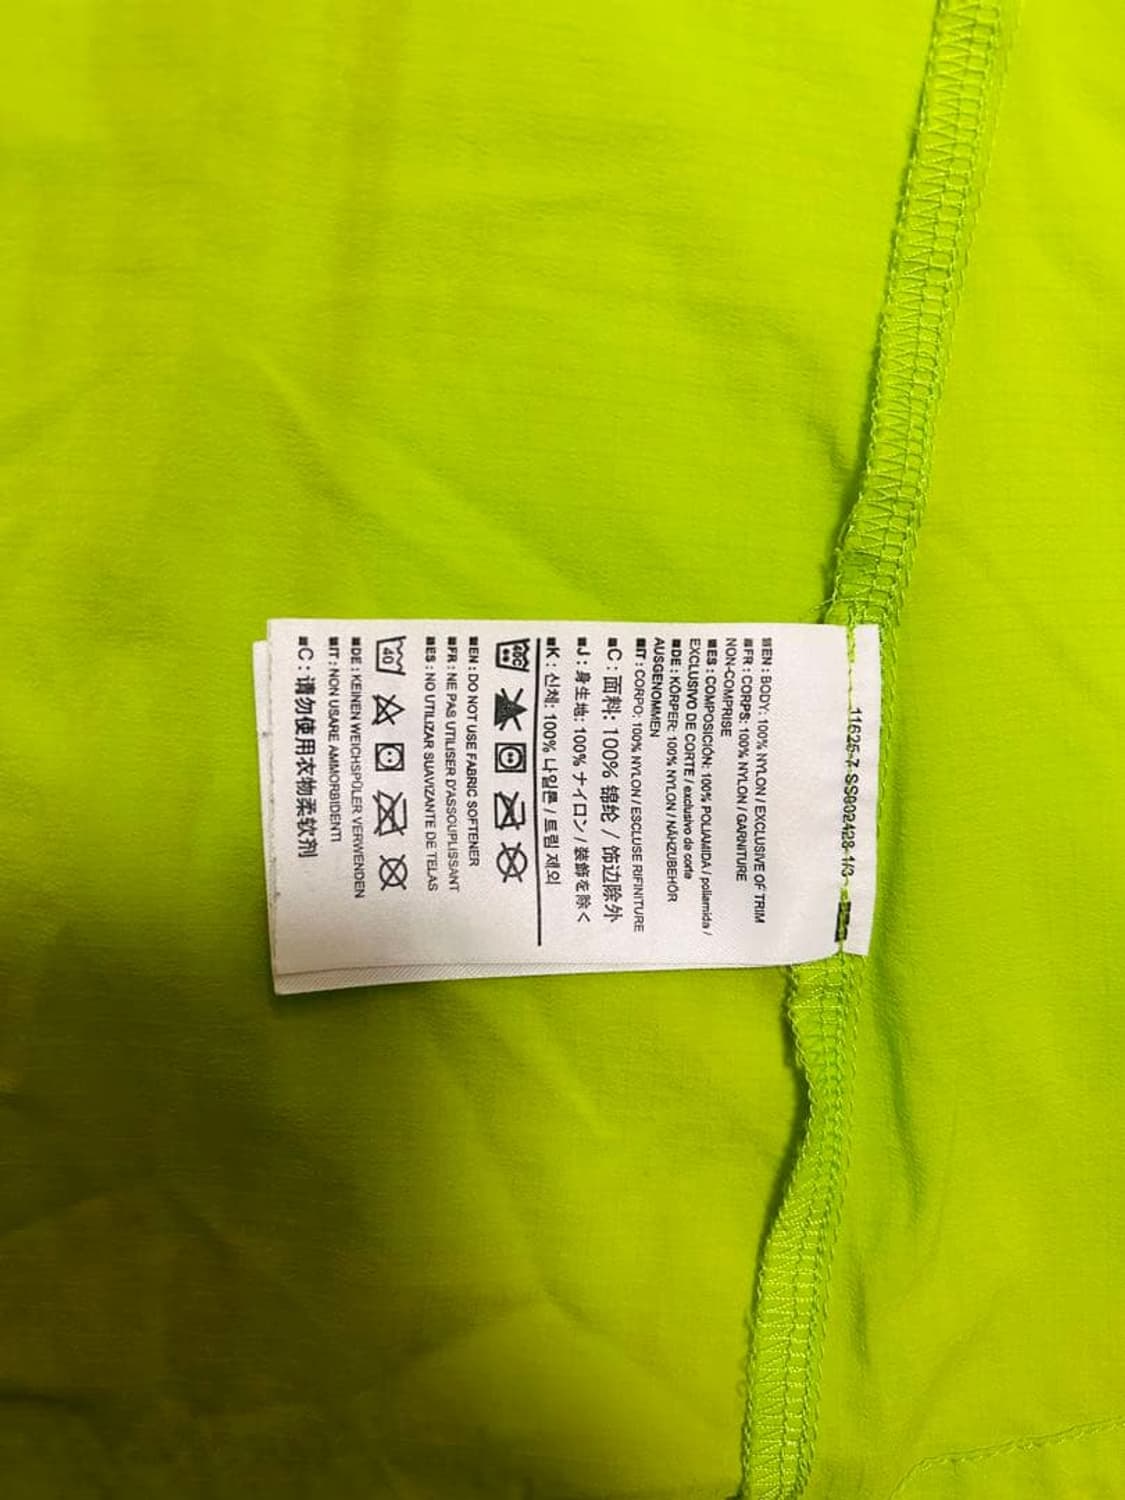 11625-7-SS092428-1/3
■EN : BODY: 100% NYLON / EXCLUSIVE OF TRIM
■FR : CORPS: 100% NYLON / GARNITURE
NON-COMPRISE
■ES : COMPOSICIÓN: 100% POLIAMIDA / poliamida /
EXCLUSIVO DE CORTE / exclusivo de corte
■DE : KÖRPER: 100% NYLON / NÄHZUBEHÖR
AUSGENOMMEN
■IT : CORPO: 100% NYLON / ESCLUSE RIFINITURE
■C : 面料: 100% 锦纶 / 饰边除外
■J : 身生地: 100% ナイロン / 装飾を除く
■K : 신체: 100% 나일론 / 트림 제외
40C
■EN : DO NOT USE FABRIC SOFTENER
■FR : NE PAS UTILISER D'ASSOUPLISSANT
■ES : NO UTILIZAR SUAVIZANTE DE TELAS
40
■DE : KEINEN WEICHSPÜLER VERWENDEN
■IT : NON USARE AMMORBIDENTI
■C : 请勿使用衣物柔软剂